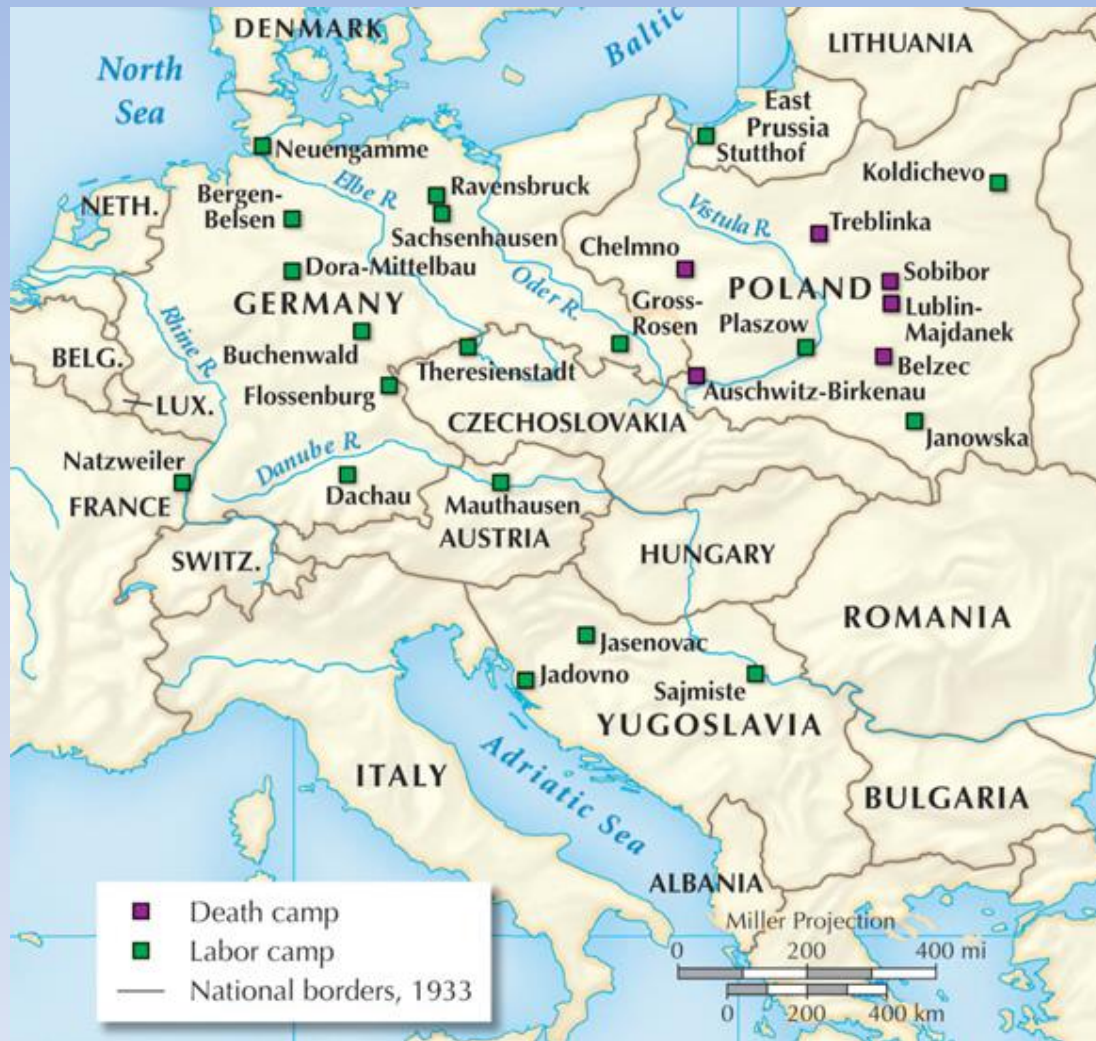 DENMARK
Baltic
LITHUANIA
North
Sea
East
Prussia
Stutthof
Neuengamme
Koldichevo
Elbe R.
Ravensbruck
Bergen-
Belsen
NETH.
Vistula R.
Treblinka
Sachsenhausen
Chelmno
Dora-Mittelbau
Oder R.
Sobibor
GERMANY
POLAND
Gross-
Rosen
Lublin-
Majdanek
Plaszow
Rhine R.
BELG.
Buchenwald
Theresienstadt
Belzec
Flossenburg
Auschwitz-Birkenau
LUX.
CZECHOSLOVAKIA
Janowska
Natzweiler
Danube R.
FRANCE
Dachau
Mauthausen
AUSTRIA
SWITZ.
HUNGARY
ROMANIA
Jasenovac
Jadovno
Sajmiste
YUGOSLAVIA
Adriatic Sea
ITALY
BULGARIA
ALBANIA
Death camp
Labor camp
National borders, 1933
Miller Projection
0 200 400 mi
0 200 400 km